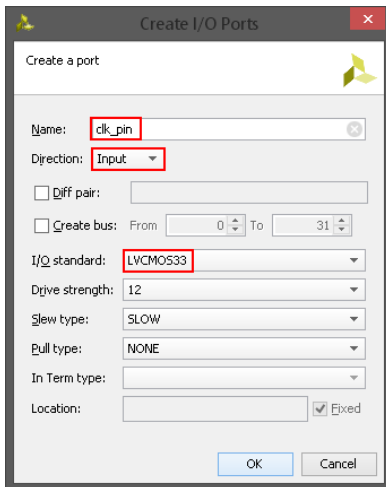 Create I/O Ports
Create a port
Name: clk_pin
Direction: Input
Diff pair:
Create bus: From 0 To 31
I/O standard: LVCMOS33
Drive strength: 12
Slew type: SLOW
Pull type: NONE
In Term type:
Location: Fixed
OK Cancel